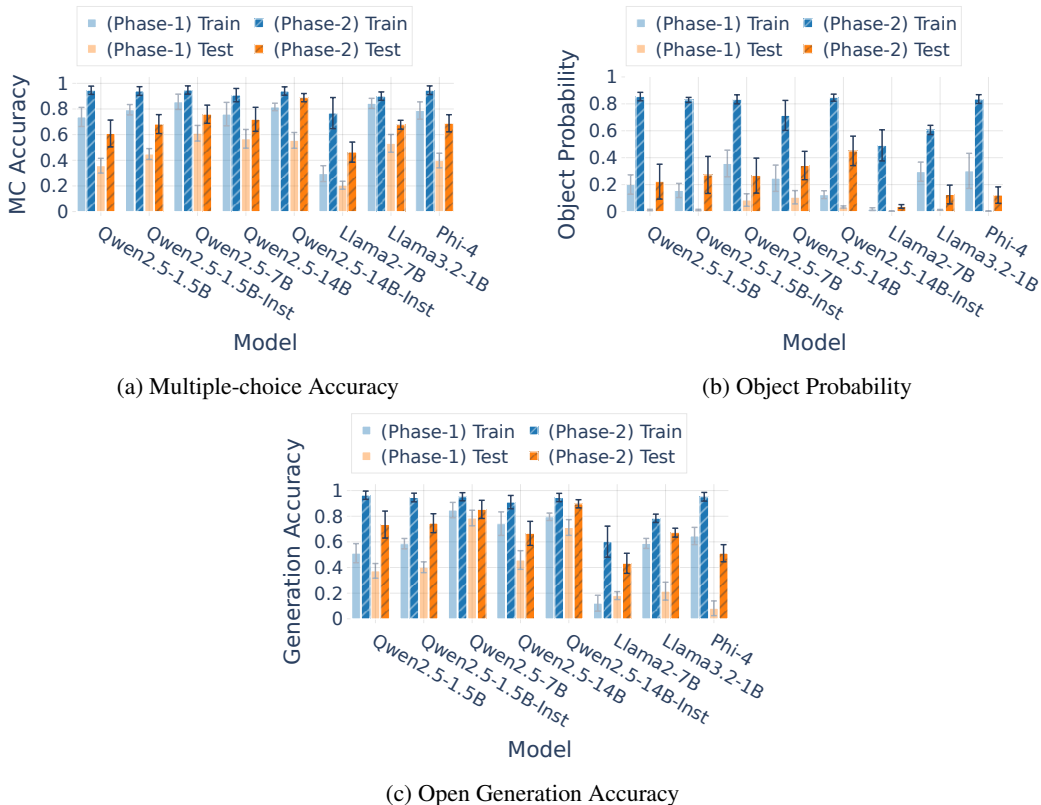 (Phase-1) Train (Phase-2) Train
(Phase-1) Test (Phase-2) Test
MC Accuracy
1
0.8
0.6
0.4
0.2
0
Qwen2.5-1.5B
Qwen2.5-1.5B-Inst
Qwen2.5-7B
Qwen2.5-14B
Qwen2.5-14B-Inst
Llama2-7B
Llama3.2-1B
Phi-4
Model
(a) Multiple-choice Accuracy
(Phase-1) Train (Phase-2) Train
(Phase-1) Test (Phase-2) Test
Object Probability
1
0.8
0.6
0.4
0.2
0
Qwen2.5-1.5B
Qwen2.5-1.5B-Inst
Qwen2.5-7B
Qwen2.5-14B
Qwen2.5-14B-Inst
Llama2-7B
Llama3.2-1B
Phi-4
Model
(b) Object Probability
(Phase-1) Train (Phase-2) Train
(Phase-1) Test (Phase-2) Test
Generation Accuracy
1
0.8
0.6
0.4
0.2
0
Qwen2.5-1.5B
Qwen2.5-1.5B-Inst
Qwen2.5-7B
Qwen2.5-14B
Qwen2.5-14B-Inst
Llama2-7B
Llama3.2-1B
Phi-4
Model
(c) Open Generation Accuracy